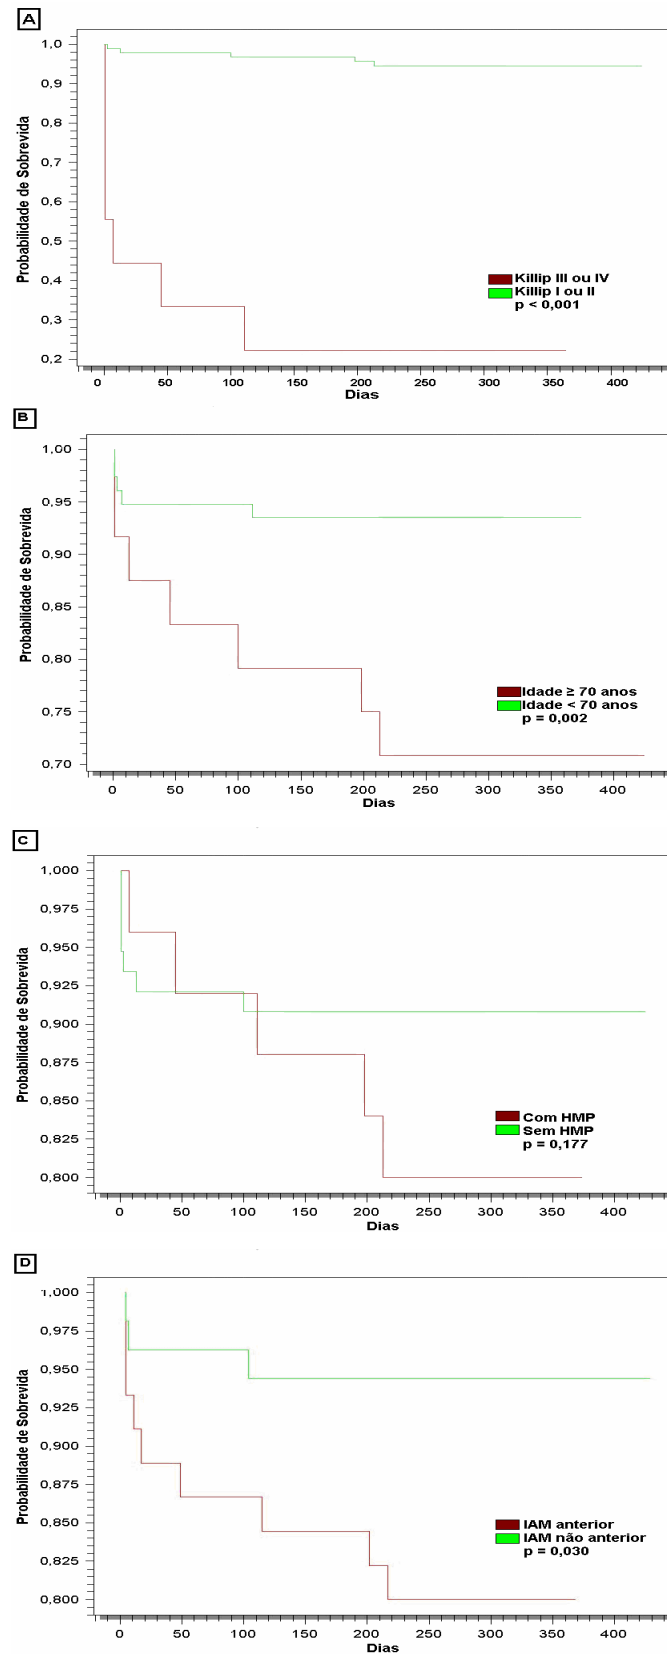 A
Probabilidade de Sobrevida
1,0
0,9
0,8
0,7
0,6
0,5
0,4
0,3
0,2
Killip III ou IV
Killip I ou II
p < 0,001
0 50 100 150 200 250 300 350 400
Dias
B
Probabilidade de Sobrevida
1,00
0,95
0,90
0,85
0,80
0,75
0,70
Idade ≥ 70 anos
Idade < 70 anos
p = 0,002
0 50 100 150 200 250 300 350 400
Dias
C
Probabilidade de Sobrevida
1,000
0,975
0,950
0,925
0,900
0,875
0,850
0,825
0,800
Com HMP
Sem HMP
p = 0,177
0 50 100 150 200 250 300 350 400
Dias
D
Probabilidade de Sobrevida
1,000
0,975
0,950
0,925
0,900
0,875
0,850
0,825
0,800
IAM anterior
IAM não anterior
p = 0,030
0 50 100 150 200 250 300 350 400
Dias